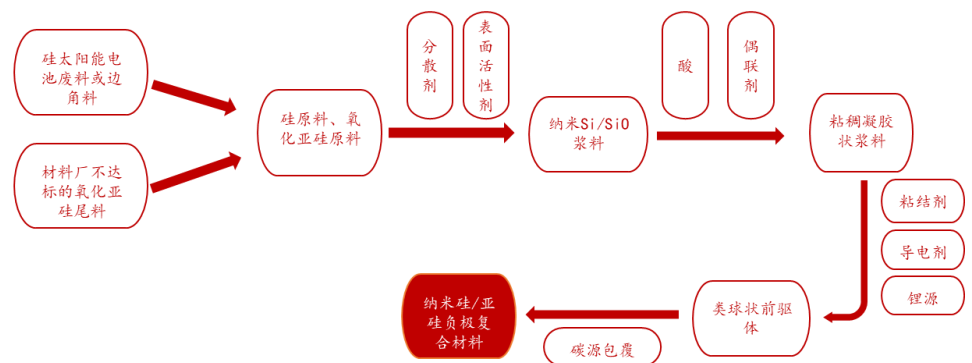 硅太阳能电
池废料或边
角料
材料厂不达
标的氧化亚
硅尾料
硅原料、氧
化亚硅原料
分
散
剂
表
面
活
性
剂
纳米Si/SiO
浆料
酸
偶
联
剂
粘稠凝胶
状浆料
粘结剂
导电剂
锂源
类球状前驱
体
碳源包覆
纳米硅/亚
硅负极复
合材料